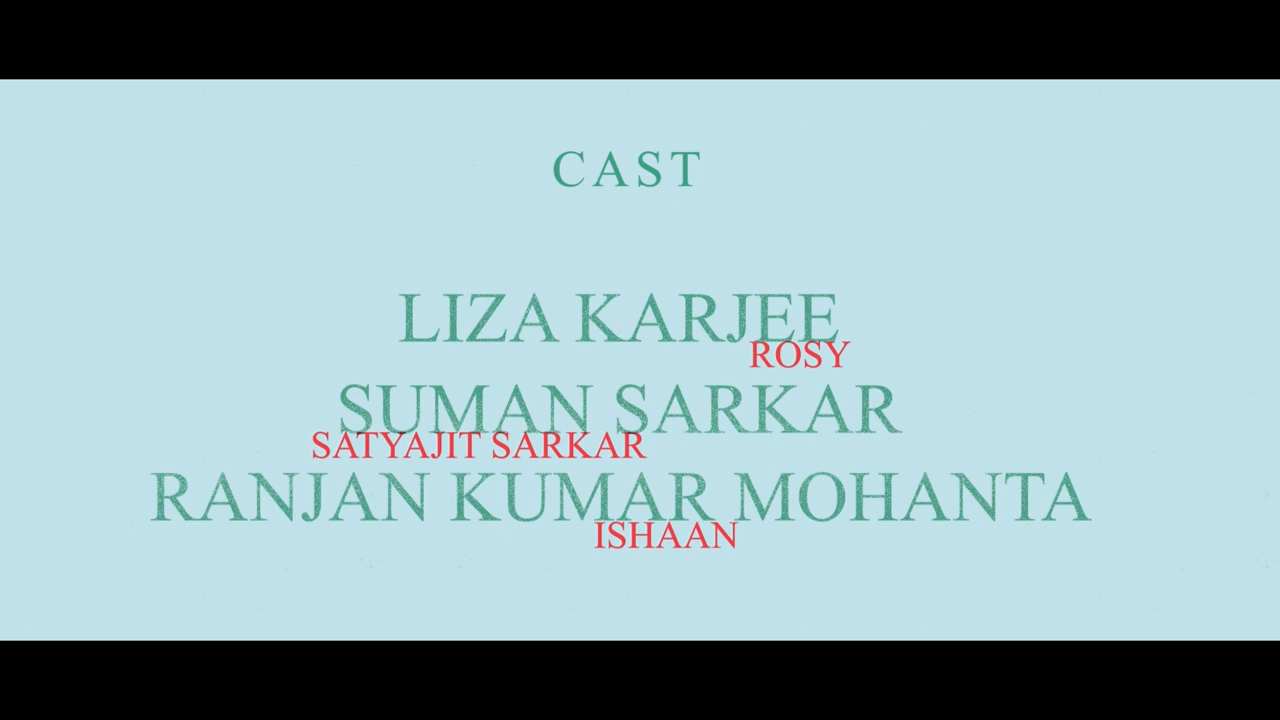 CAST
LIZA KARJEE
ROSY
SUMAN SARKAR
SATYAJIT SARKAR
RANJAN KUMAR MOHANTA
ISHAAN